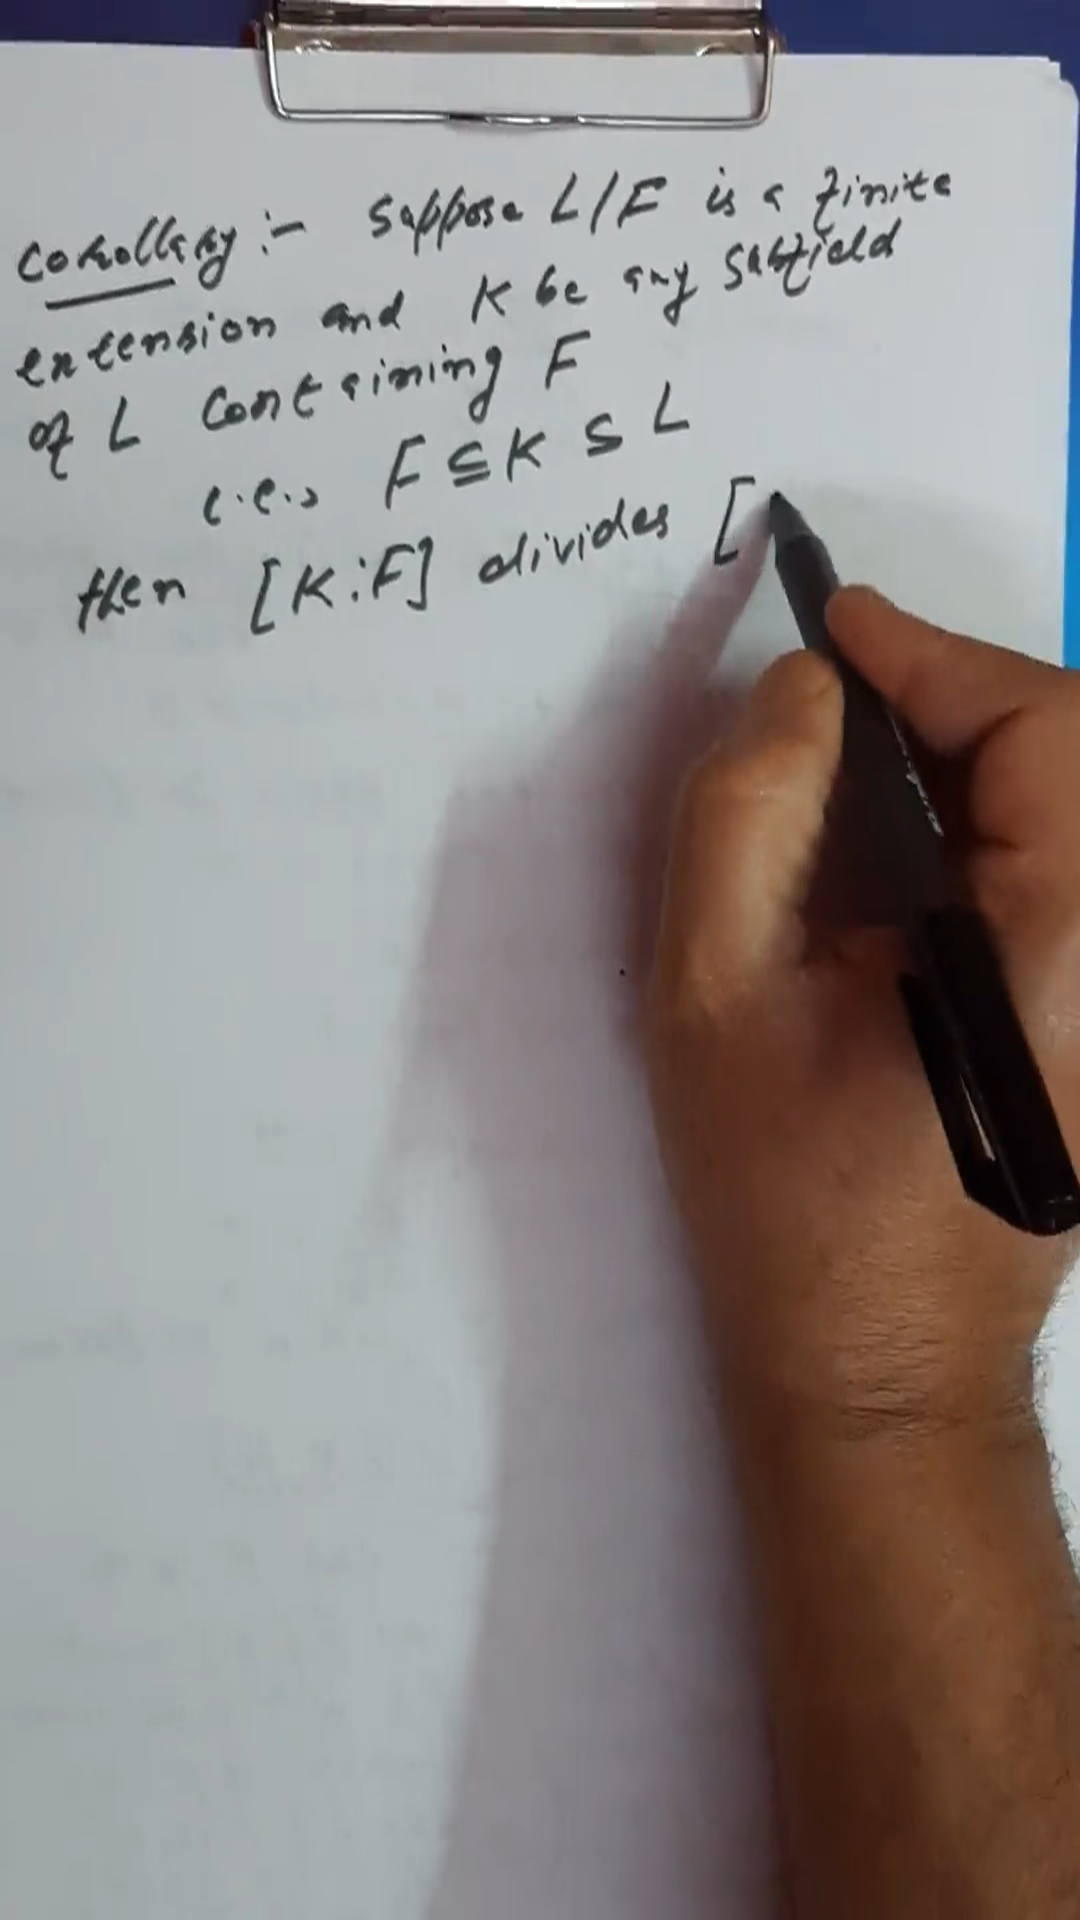 Corollary :- Suppose L/F is a finite
extension and K be any subfield
of L containing F
i.e., F ⊆ K ⊆ L
then [K:F] divides [